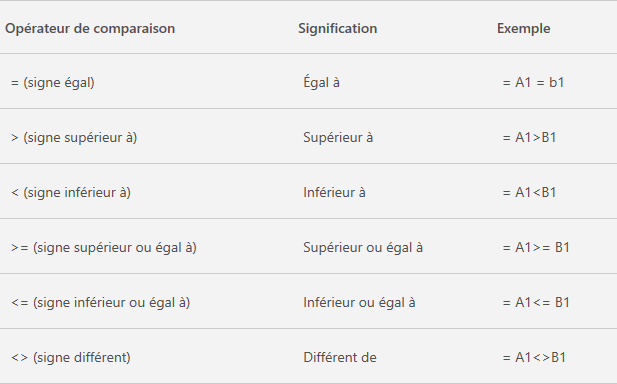 Opérateur de comparaison Signification Exemple
= (signe égal) Égal à = A1 = b1
> (signe supérieur à) Supérieur à = A1>B1
< (signe inférieur à) Inférieur à = A1<B1
>= (signe supérieur ou égal à) Supérieur ou égal à = A1>= B1
<= (signe inférieur ou égal à) Inférieur ou égal à = A1<= B1
<> (signe différent) Différent de = A1<>B1